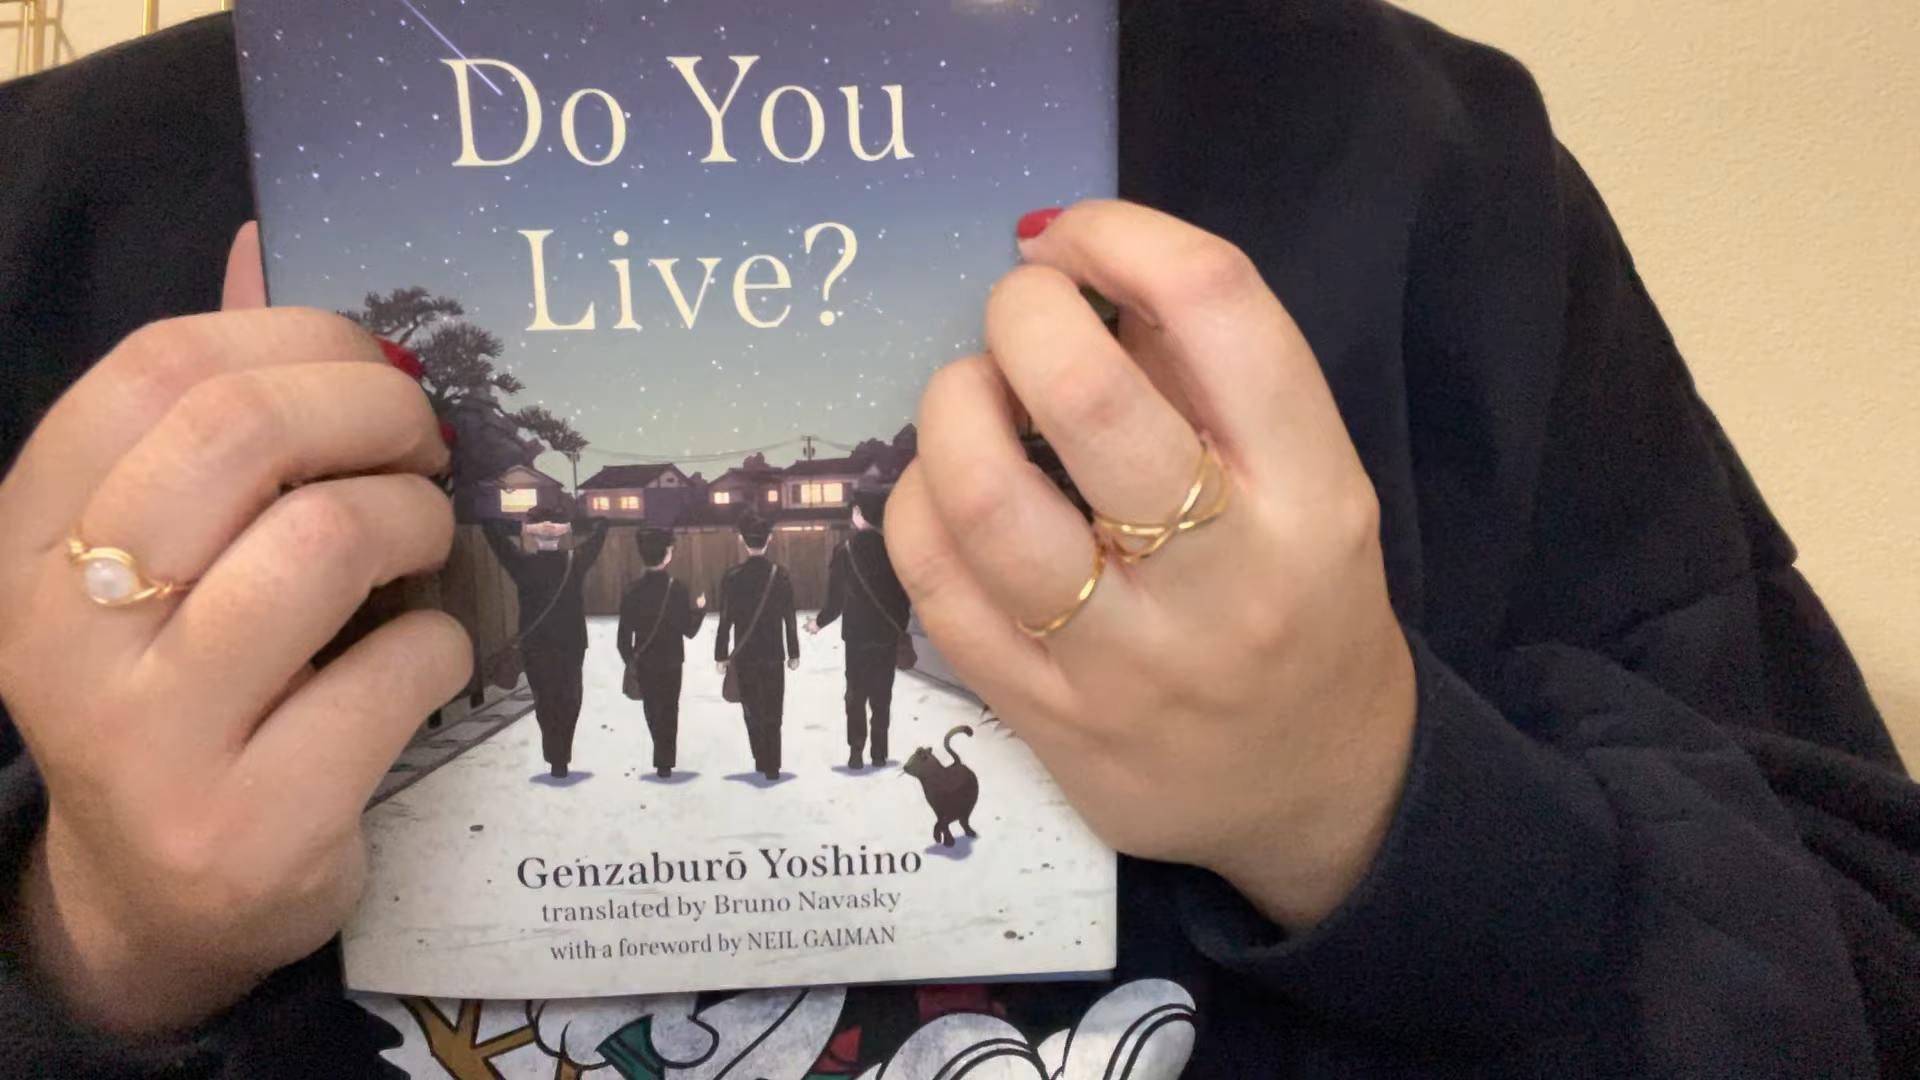 Do You
Live?
Genzaburō Yoshino
translated by Bruno Navasky
with a foreword by NEIL GAIMAN